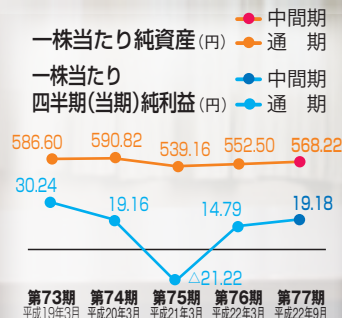 中間期
一株当たり純資産(円) 通 期
一株当たり 中間期
四半期(当期)純利益(円) 通 期
586.60 590.82 539.16 552.50 568.22
30.24 19.16 △21.22 14.79 19.18
第73期 第74期 第75期 第76期 第77期
平成19年3月 平成20年3月 平成21年3月 平成22年3月 平成22年9月